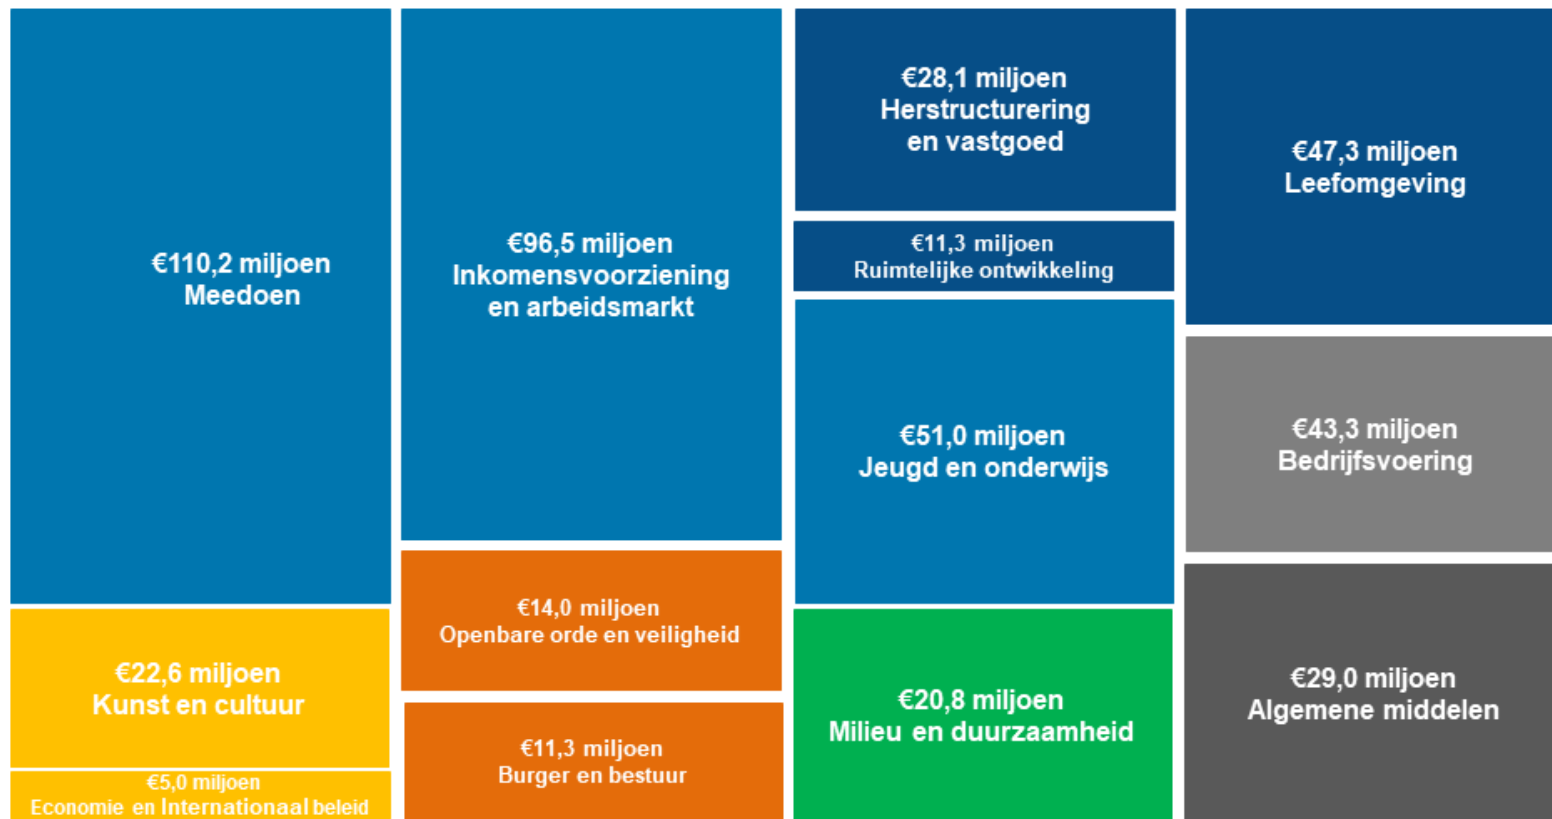 €110,2 miljoen
Meedoen
€22,6 miljoen
Kunst en cultuur
€5,0 miljoen
Economie en Internationaal beleid
€96,5 miljoen
Inkomensvoorziening
en arbeidsmarkt
€14,0 miljoen
Openbare orde en veiligheid
€11,3 miljoen
Burger en bestuur
€28,1 miljoen
Herstructurering
en vastgoed
€11,3 miljoen
Ruimtelijke ontwikkeling
€51,0 miljoen
Jeugd en onderwijs
€20,8 miljoen
Milieu en duurzaamheid
€47,3 miljoen
Leefomgeving
€43,3 miljoen
Bedrijfsvoering
€29,0 miljoen
Algemene middelen